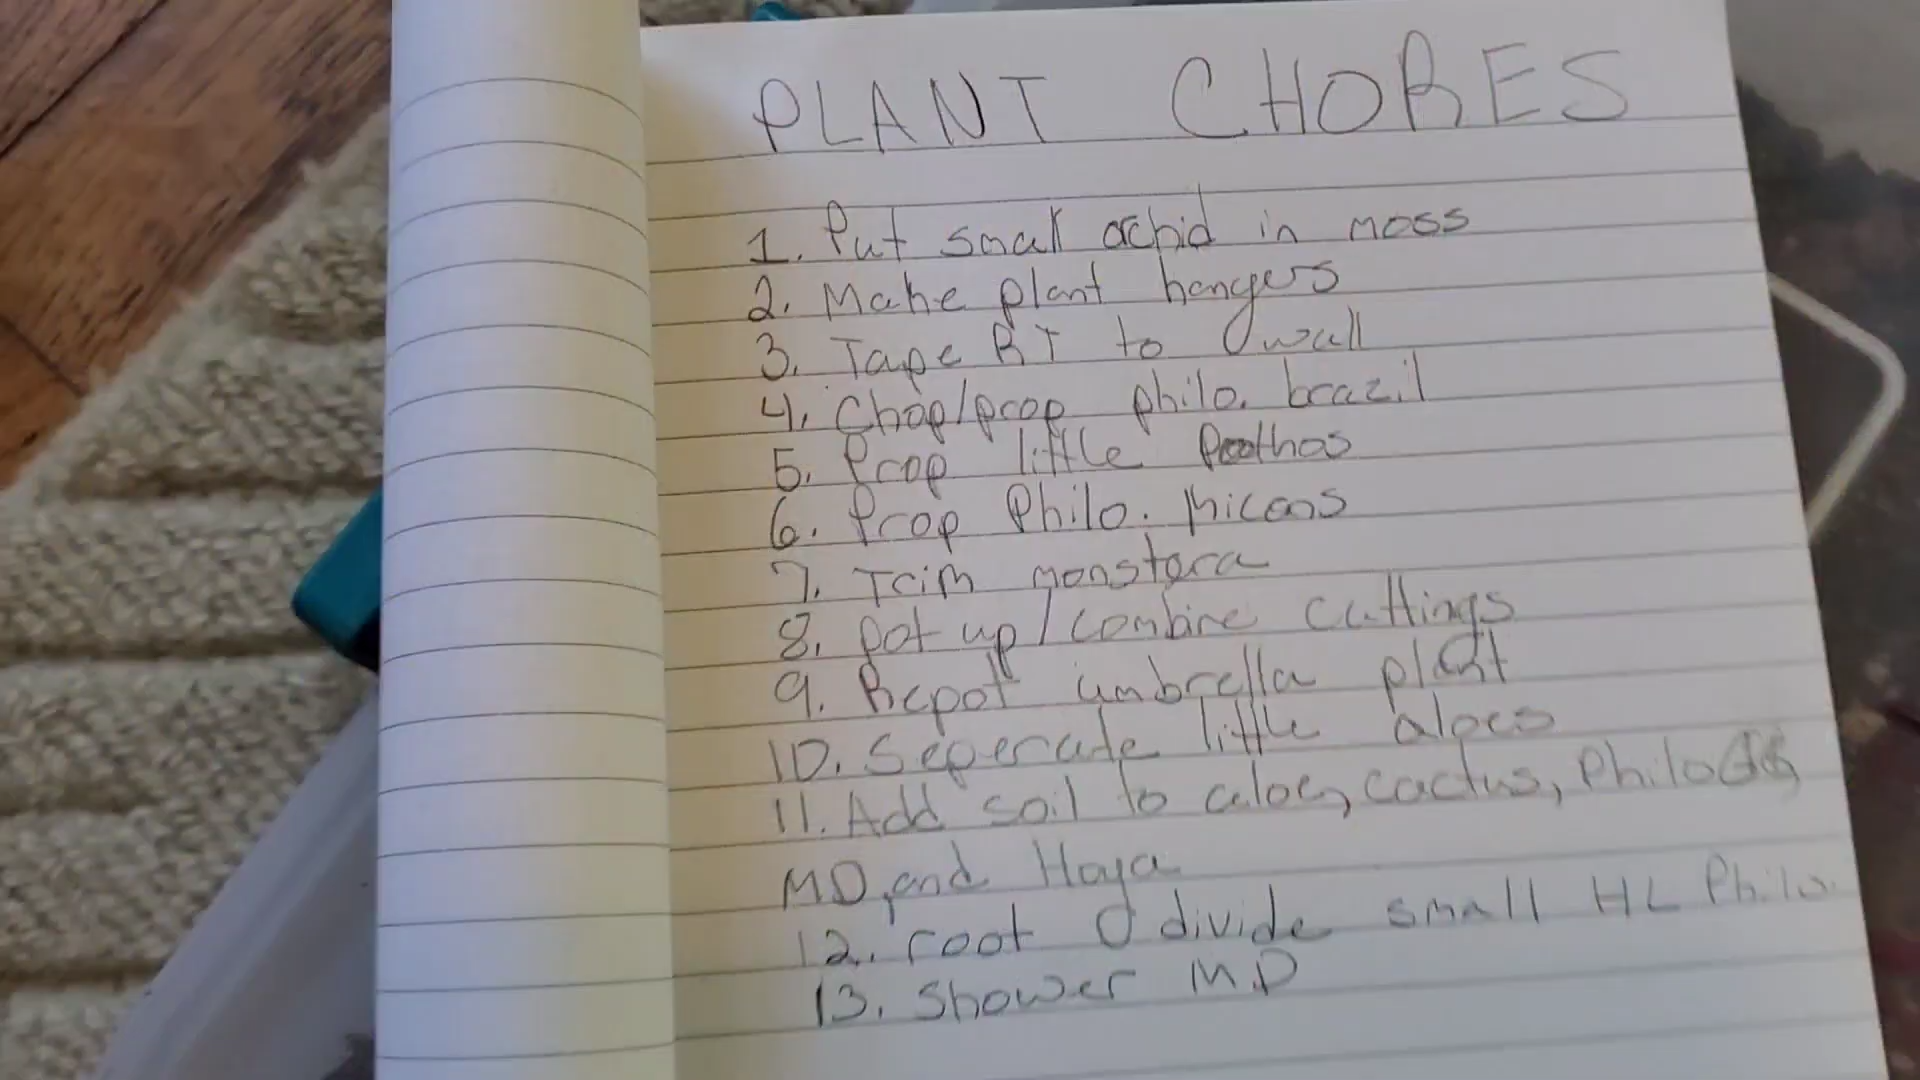 PLANT CHORES
1. Put small orchid in moss
2. Make plant hangers
3. Tape RT to wall
4. Chop/prop philo. brazil
5. Prop little Poothos
6. Prop Philo. Micans
7. Trim monstera
8. pot up/combine cuttings
9. Repot umbrella plant
10. Seperate little aloes
11. Add soil to aloe, cactus,
MD, and Hoya
12. root divide small HL Philo.
13. Shower M.D